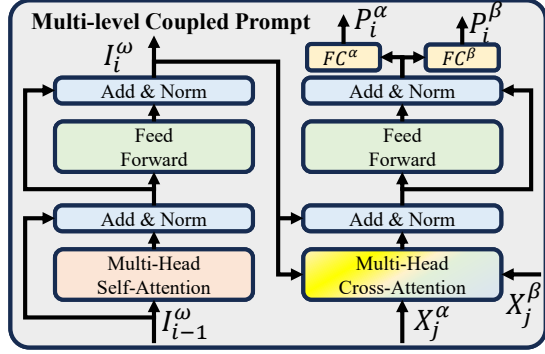 Multi-level Coupled Prompt
I_i^ω
Add & Norm
Feed
Forward
Add & Norm
Multi-Head
Self-Attention
I_{i-1}^ω
P_i^α
P_i^β
FC^α
FC^β
Add & Norm
Feed
Forward
Add & Norm
Multi-Head
Cross-Attention
X_j^α
X_j^β